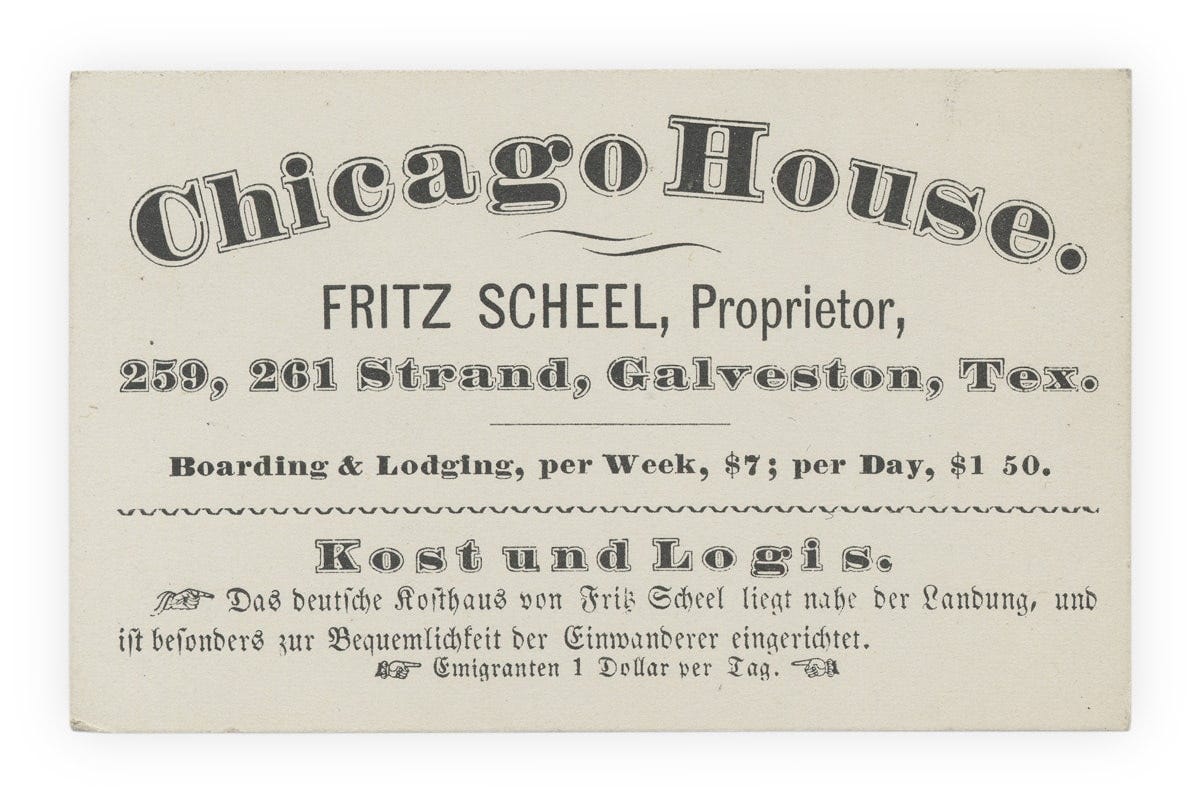 Chicago House.
FRITZ SCHEEL, Proprietor,
259, 261 Strand, Galveston, Tex.
Boarding & Lodging, per Week, $7; per Day, $1 50.
Kost und Logis.
☞ Das deutsche Kosthaus von Fritz Scheel liegt nahe der Landung, und
ist besonders zur Bequemlichkeit der Einwanderer eingerichtet.
☞ Emigranten 1 Dollar per Tag. ☜